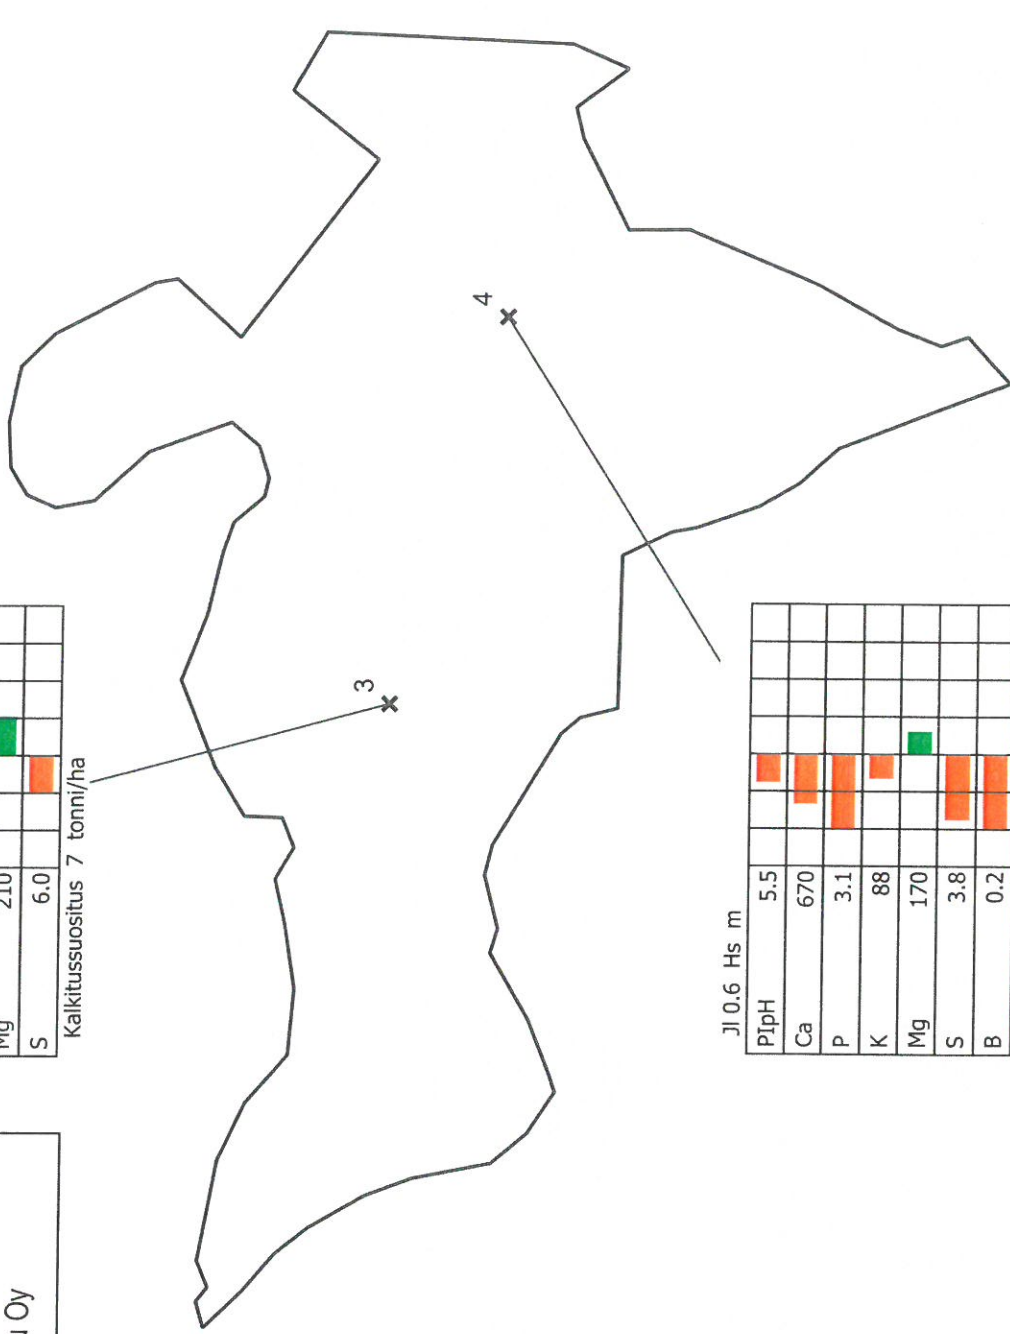 Oy
Mg 210
S 6.0
Kalkitussuositus 7 tonni/ha
3
4
Jl 0.6 Hs m
PIpH 5.5
Ca 670
P 3.1
K 88
Mg 170
S 3.8
B 0.2